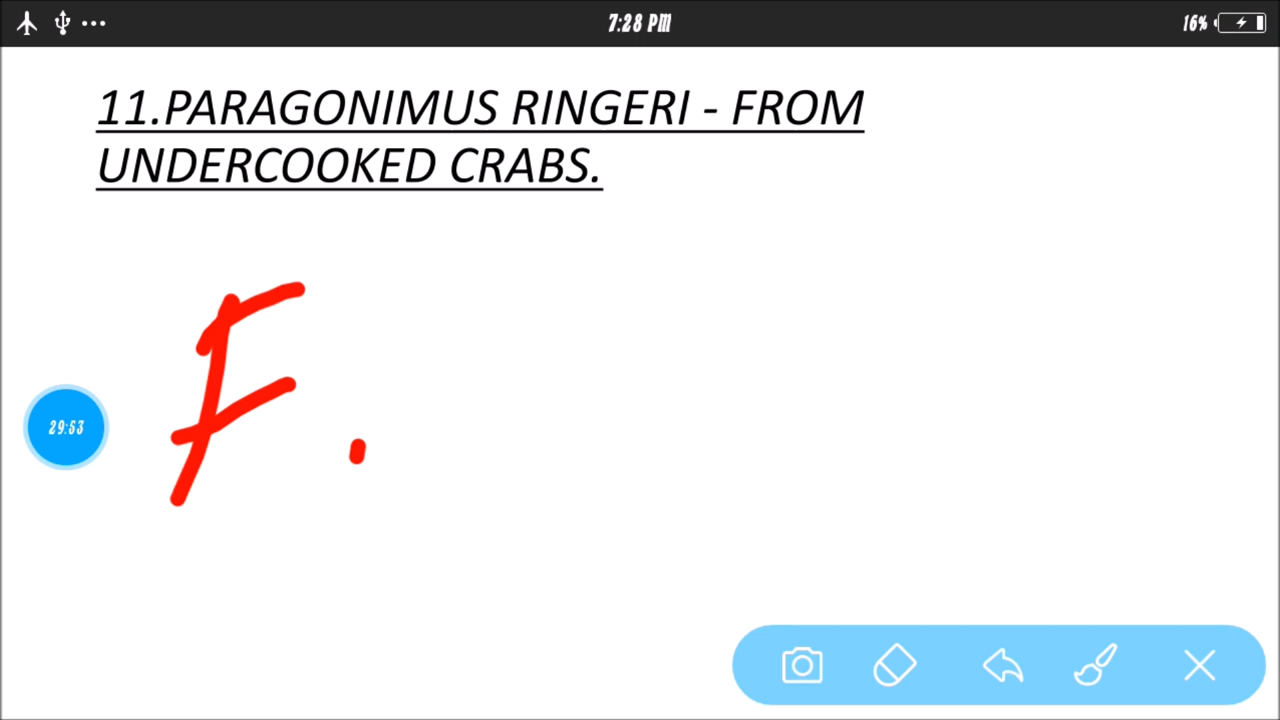 7:28 PM
16%
11.PARAGONIMUS RINGERI - FROM
UNDERCOOKED CRABS.
F.
29:53